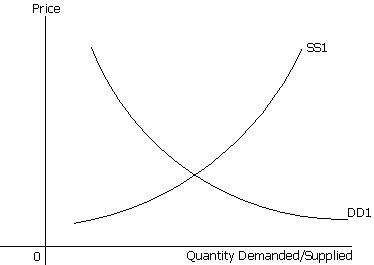 Price
SS1
DD1
0
Quantity Demanded/Supplied